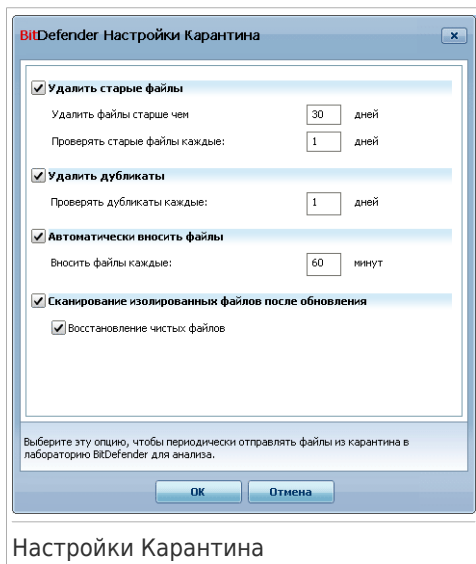 BitDefender Настройки Карантина
Удалить старые файлы
Удалить файлы старше чем 30 дней
Проверять старые файлы каждые: 1 дней
Удалить дубликаты
Проверять дубликаты каждые: 1 дней
Автоматически вносить файлы
Вносить файлы каждые: 60 минут
Сканирование изолированных файлов после обновления
Восстановление чистых файлов
Выберите эту опцию, чтобы периодически отправлять файлы из карантина в
лабораторию BitDefender для анализа.
OK Отмена
Настройки Карантина